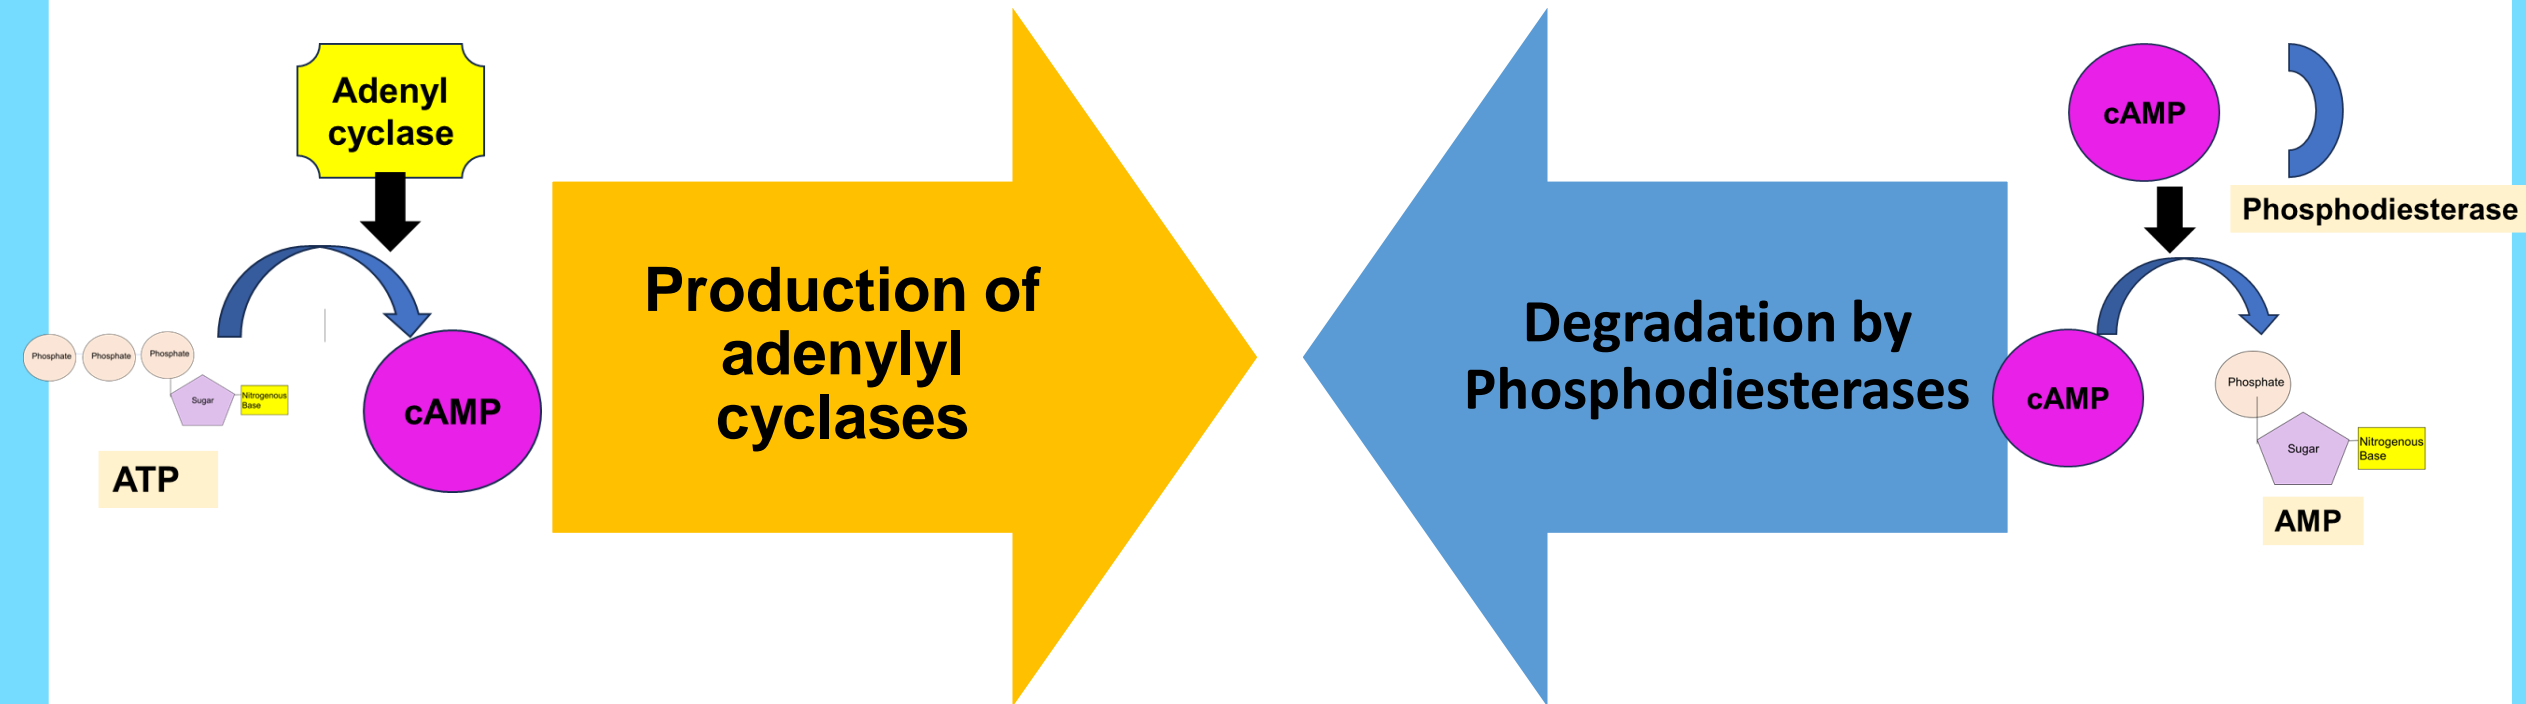 Adenyl
cyclase
Phosphate
Phosphate
Phosphate
Sugar
Nitrogenous
Base
ATP
cAMP
Production of
adenylyl
cyclases
Degradation by
Phosphodiesterases
cAMP
Phosphodiesterase
cAMP
Phosphate
Sugar
Nitrogenous
Base
AMP